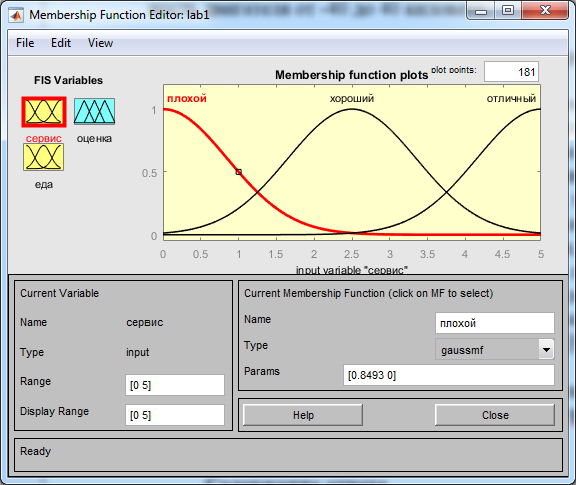 Membership Function Editor: lab1
File Edit View
FIS Variables
сервис
оценка
еда
Membership function plots
plot points:
181
плохой
хороший
отличный
1
0.5
0
0 0.5 1 1.5 2 2.5 3 3.5 4 4.5 5
input variable "сервис"
Current Variable
Name сервис
Type input
Range [0 5]
Display Range [0 5]
Current Membership Function (click on MF to select)
Name плохой
Type gaussmf
Params [0.8493 0]
Help
Close
Ready